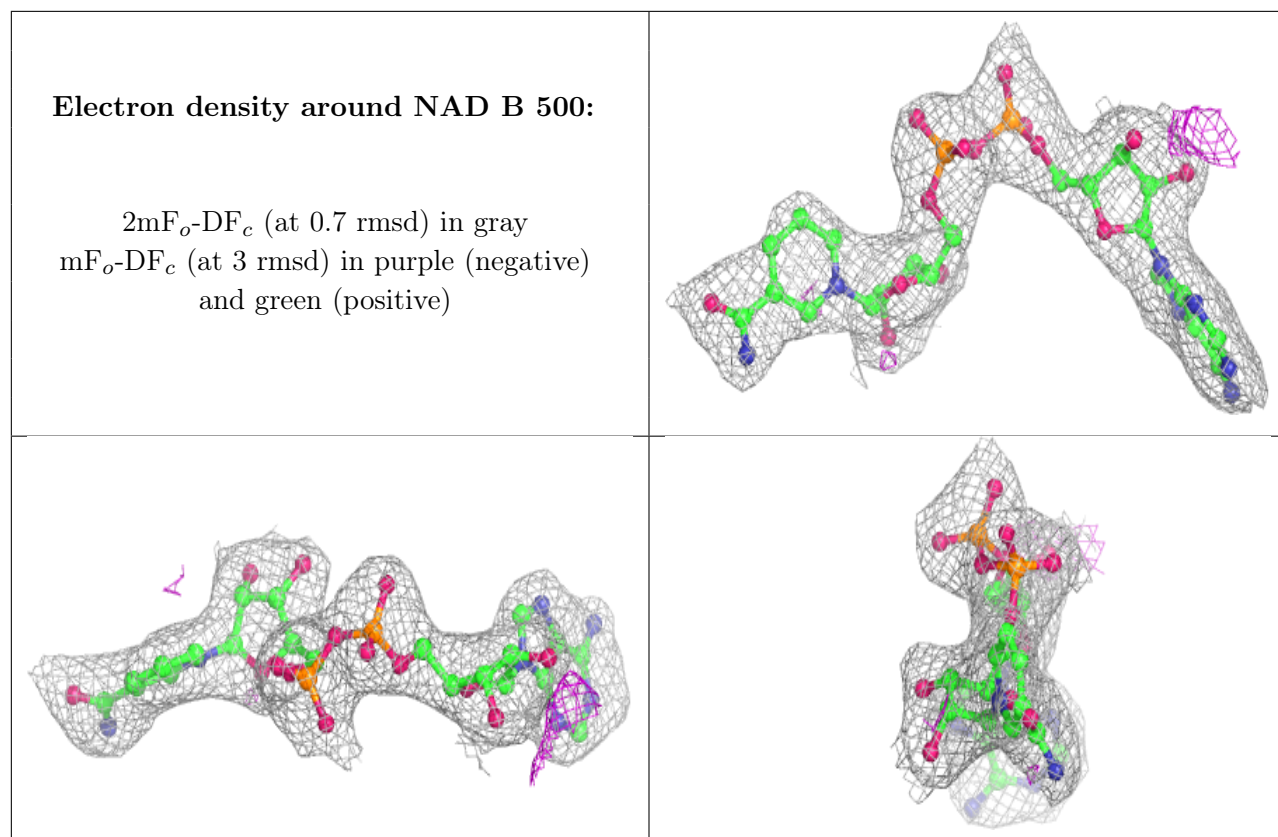 Electron density around NAD B 500:
2mFo-DFc (at 0.7 rmsd) in gray
mFo-DFc (at 3 rmsd) in purple (negative)
and green (positive)